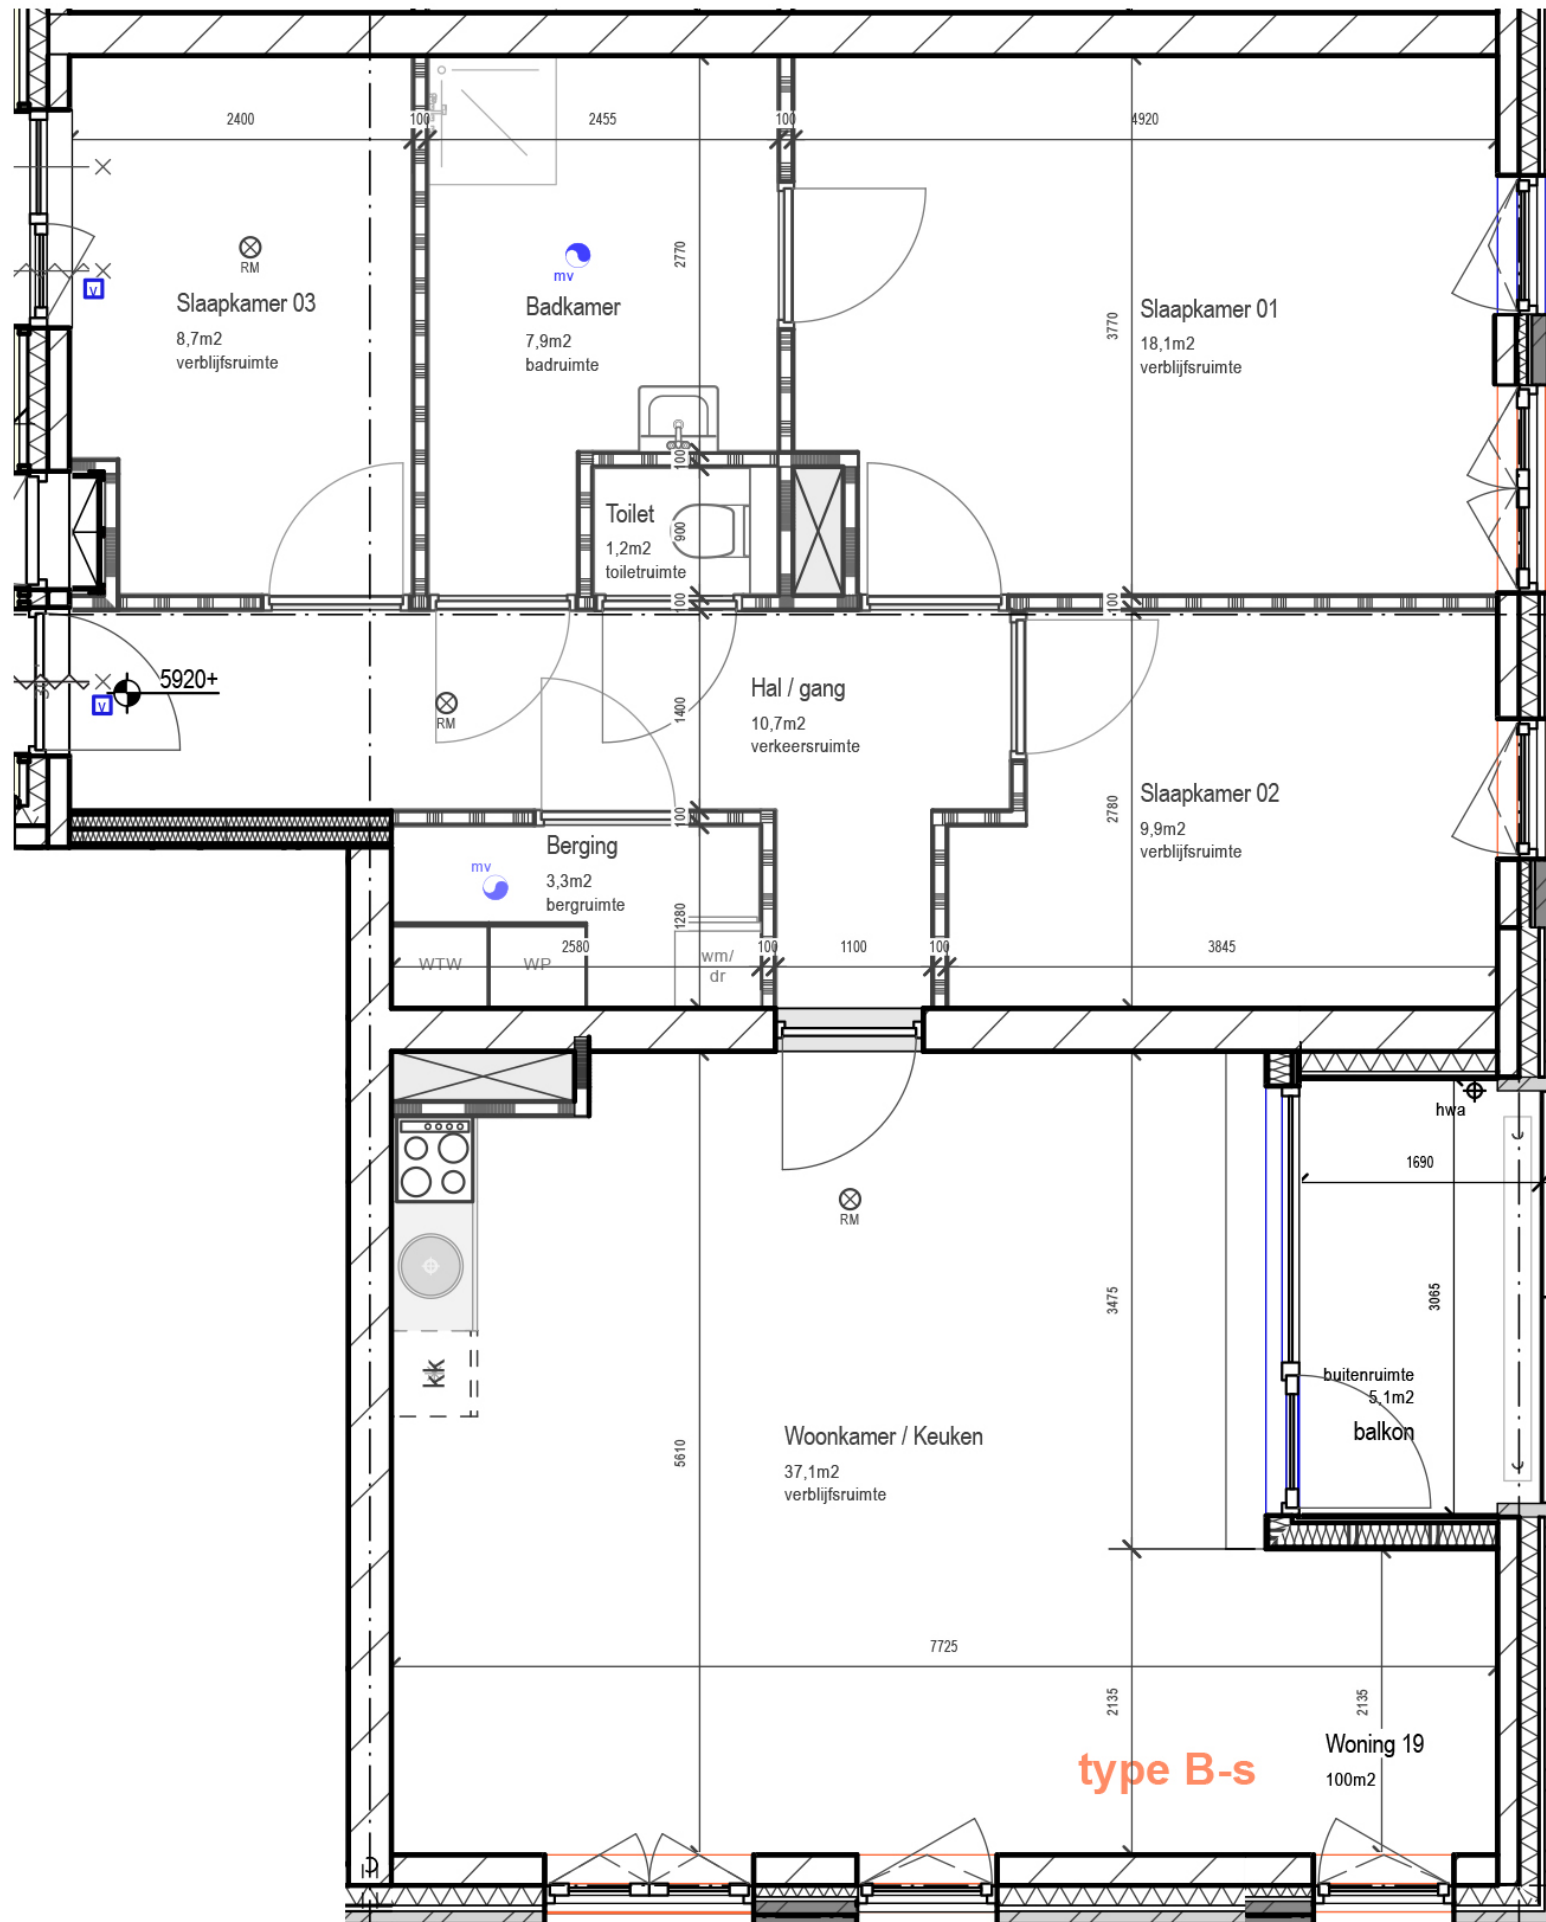 2400
100
2455
100
4920
RM
mv
2770
Slaapkamer 03
8,7m2
verblijfsruimte
Badkamer
7,9m2
badruimte
3770
Slaapkamer 01
18,1m2
verblijfsruimte
V
100
Toilet
1,2m2
toiletruimte
900
100
100
5920+
V
RM
1400
Hal / gang
10,7m2
verkeersruimte
2780
Slaapkamer 02
9,9m2
verblijfsruimte
100
Berging
3,3m2
bergruimte
mv
1280
WTW
WP
2580
wm/
dr
100
1100
100
3845
hwa
1690
RM
3475
3065
kk
buitenruimte
5,1m2
balkon
5610
Woonkamer / Keuken
37,1m2
verblijfsruimte
7725
2135
2135
Woning 19
100m2
type B-s